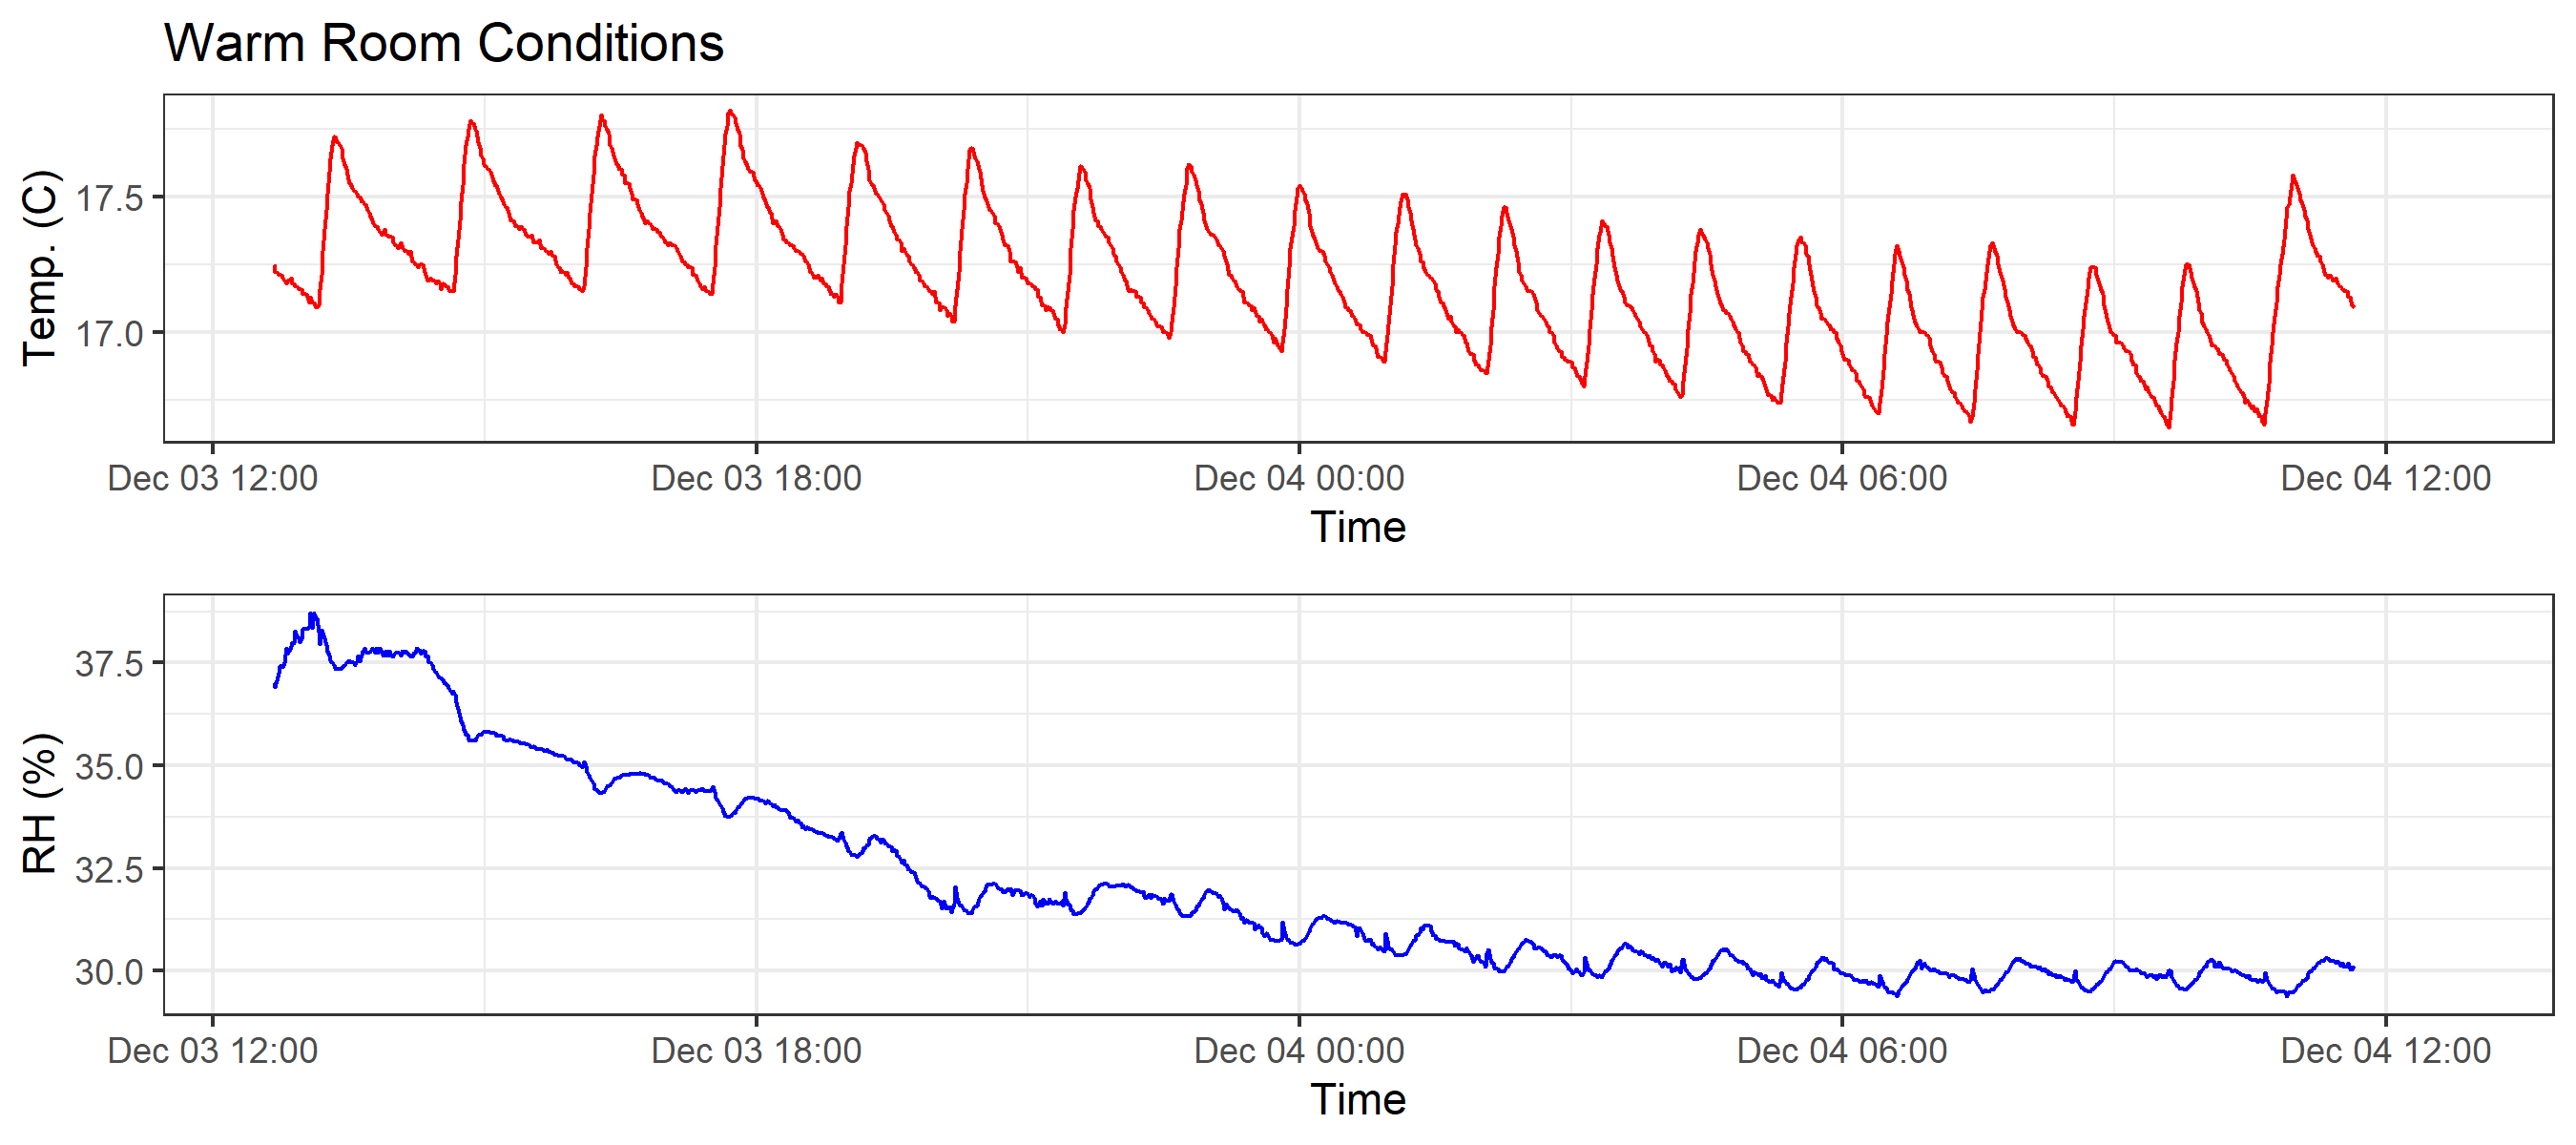 Warm Room Conditions
Temp. (C)
17.5
17.0
Dec 03 12:00 Dec 03 18:00 Dec 04 00:00 Dec 04 06:00 Dec 04 12:00
Time
RH (%)
37.5
35.0
32.5
30.0
Dec 03 12:00 Dec 03 18:00 Dec 04 00:00 Dec 04 06:00 Dec 04 12:00
Time